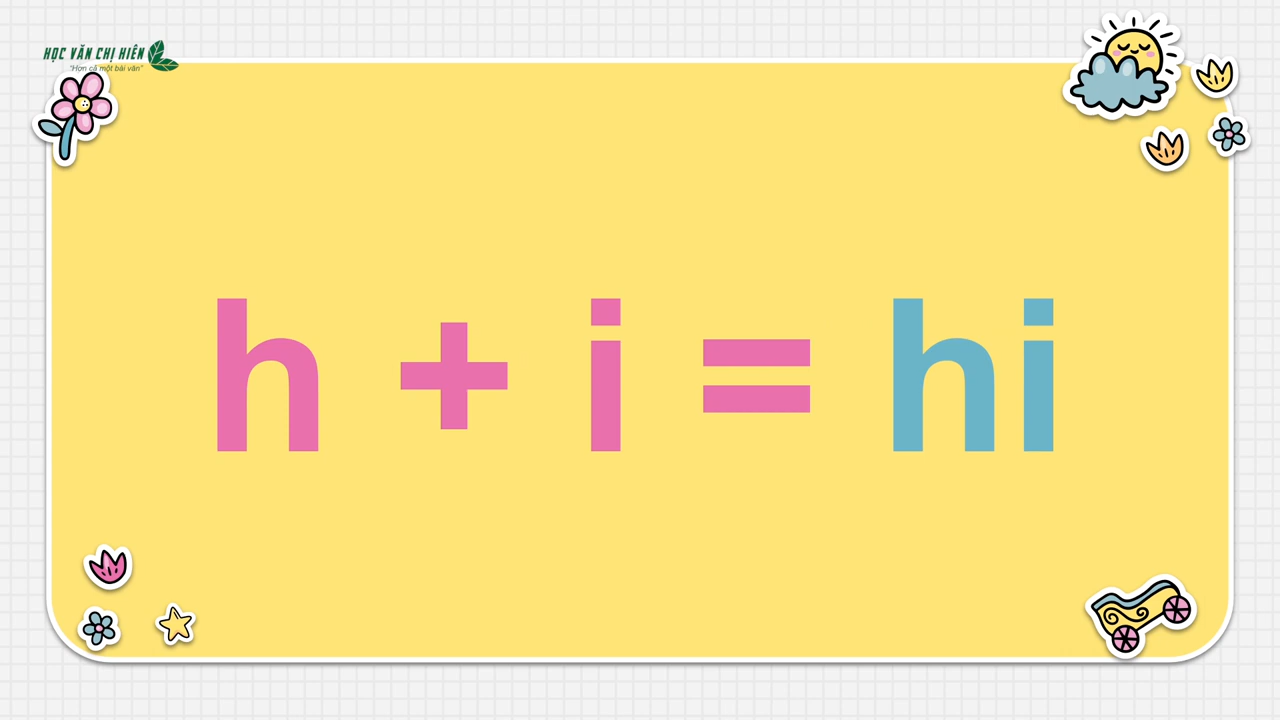 HỌC VĂN CHỊ HIÊN
"Hơn cả một bài văn"
h + i = hi